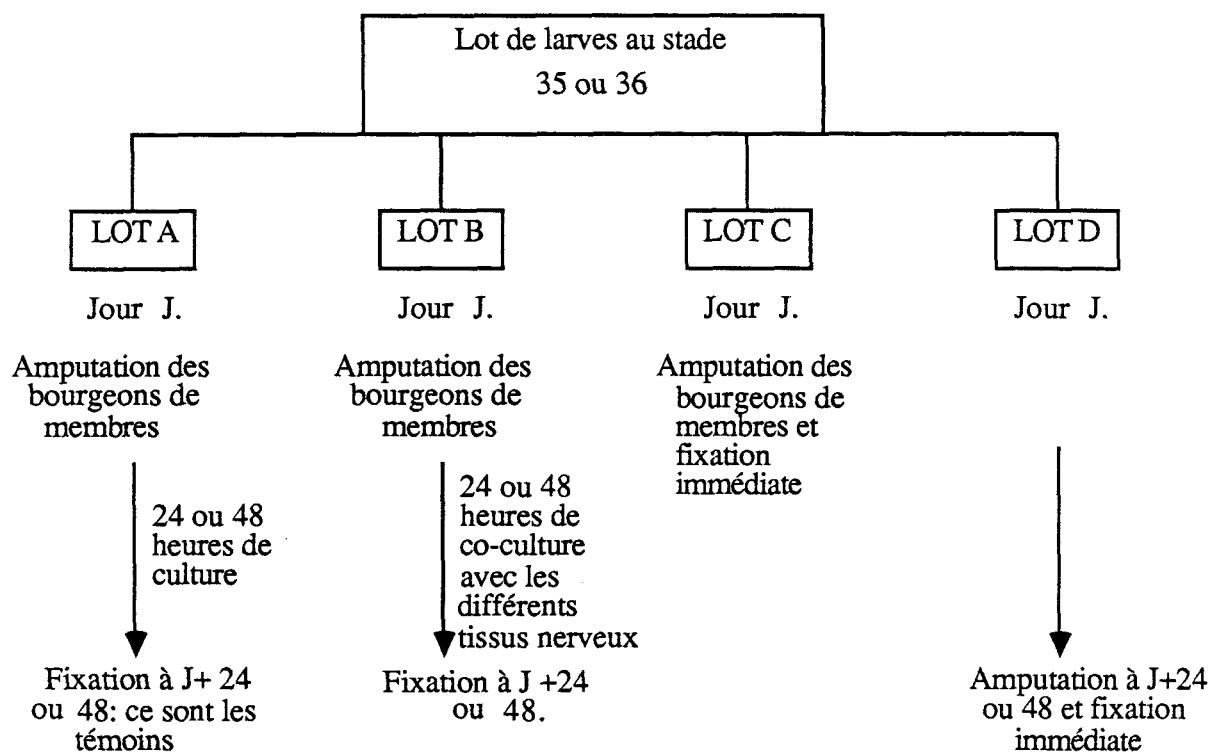 Lot de larves au stade
35 ou 36
LOT A
Jour J.
Amputation des
bourgeons de
membres
24 ou 48
heures de
culture
Fixation à J+ 24
ou 48: ce sont les
témoins
LOT B
Jour J.
Amputation des
bourgeons de
membres
24 ou 48
heures de
co-culture
avec les
différents
tissus nerveux
Fixation à J +24
ou 48.
LOT C
Jour J.
Amputation des
bourgeons de
membres et
fixation
immédiate
LOT D
Jour J.
Amputation à J+24
ou 48 et fixation
immédiate